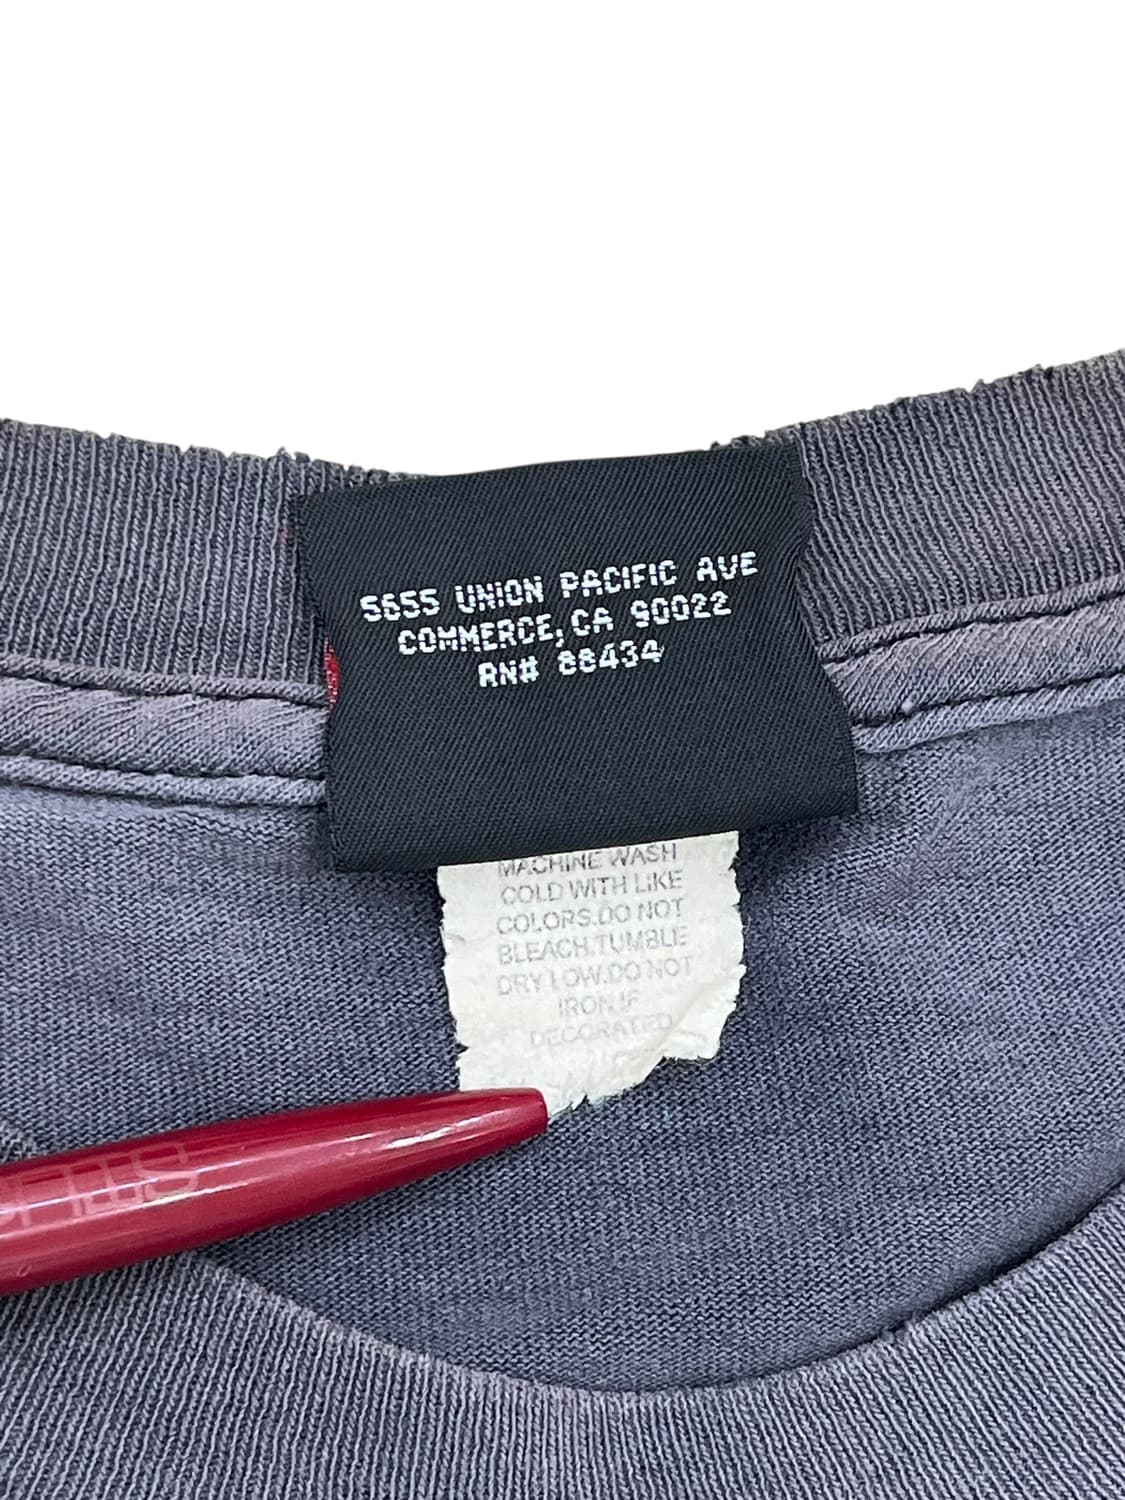 5655 UNION PACIFIC AVE
COMMERCE, CA 90022
RN# 88434
MACHINE WASH
COLD WITH LIKE
COLORS.DO NOT
BLEACH.TUMBLE
DRY LOW.DO NOT
IRON IF
DECORATED